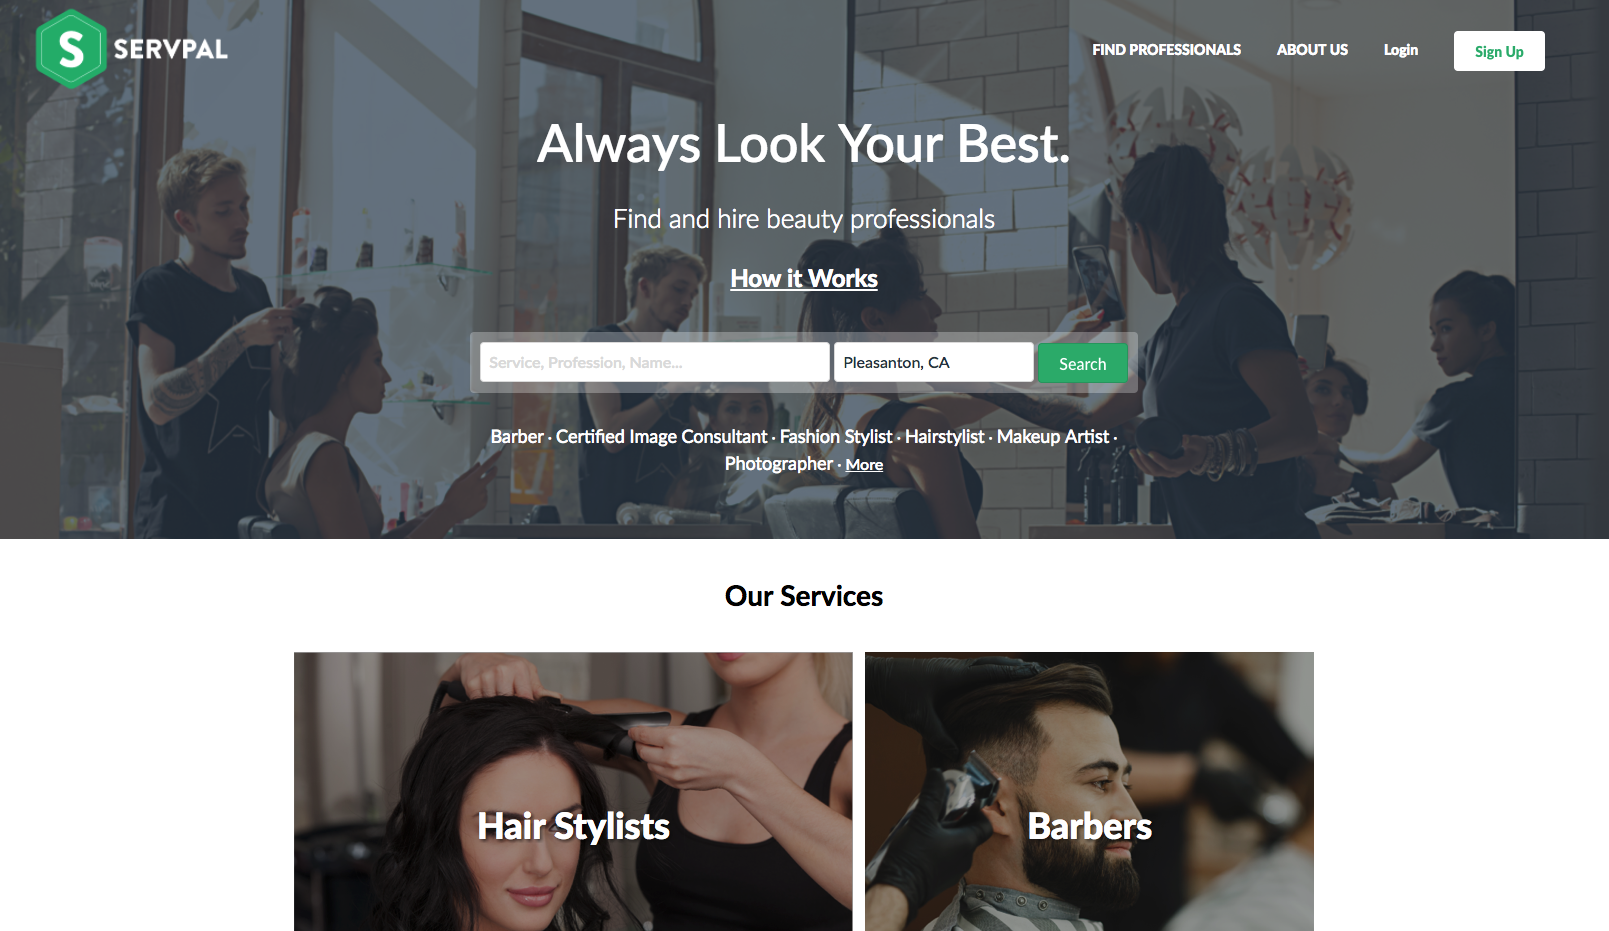 SERVPAL
FIND PROFESSIONALS ABOUT US Login Sign Up
Always Look Your Best.
Find and hire beauty professionals
How it Works
Service, Profession, Name... Pleasanton, CA Search
Barber · Certified Image Consultant · Fashion Stylist · Hairstylist · Makeup Artist ·
Photographer · More
Our Services
Hair Stylists Barbers